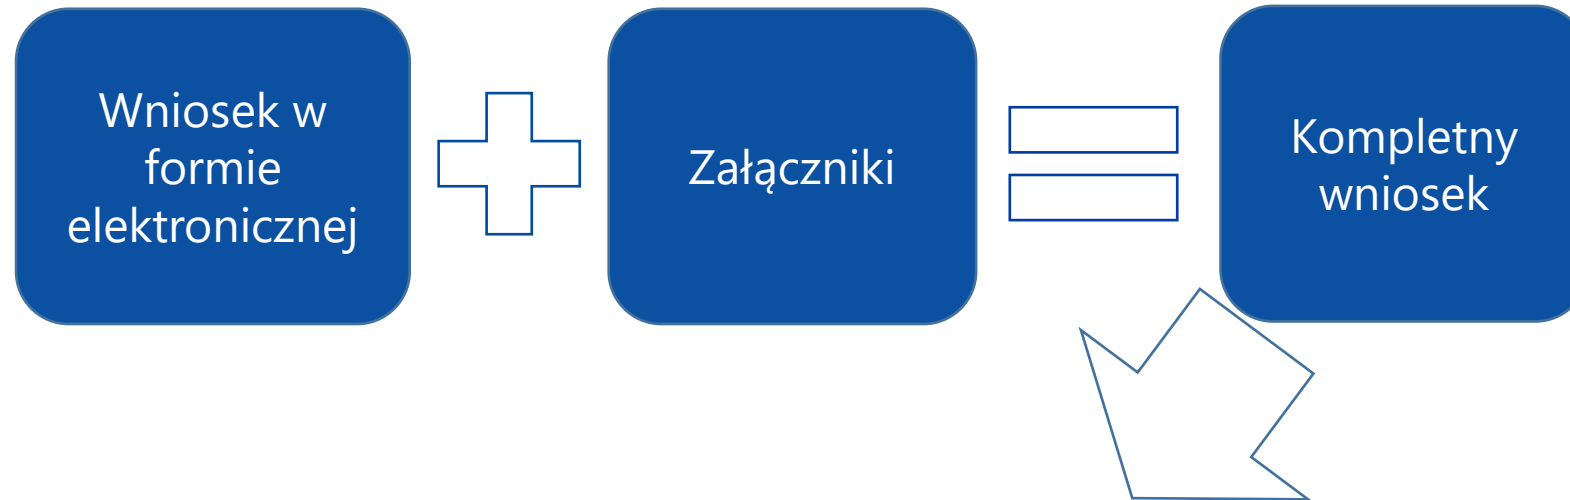 Wniosek w
formie
elektronicznej
Załączniki
Kompletny
wniosek